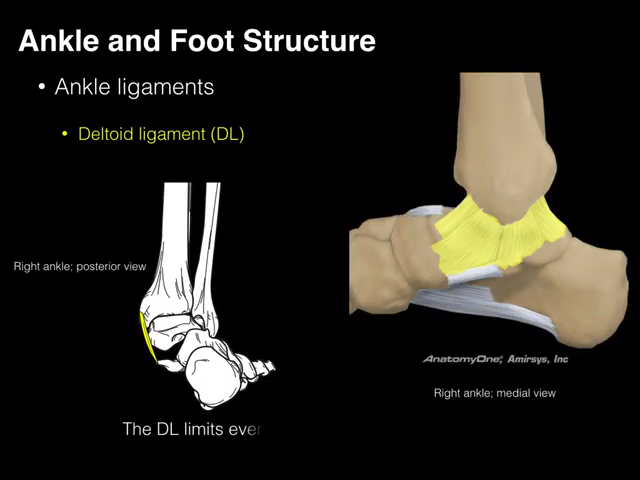 Ankle and Foot Structure
• Ankle ligaments
• Deltoid ligament (DL)
Right ankle; posterior view
AnatomyOne®, Amirsys, Inc
Right ankle; medial view
The DL limits ever